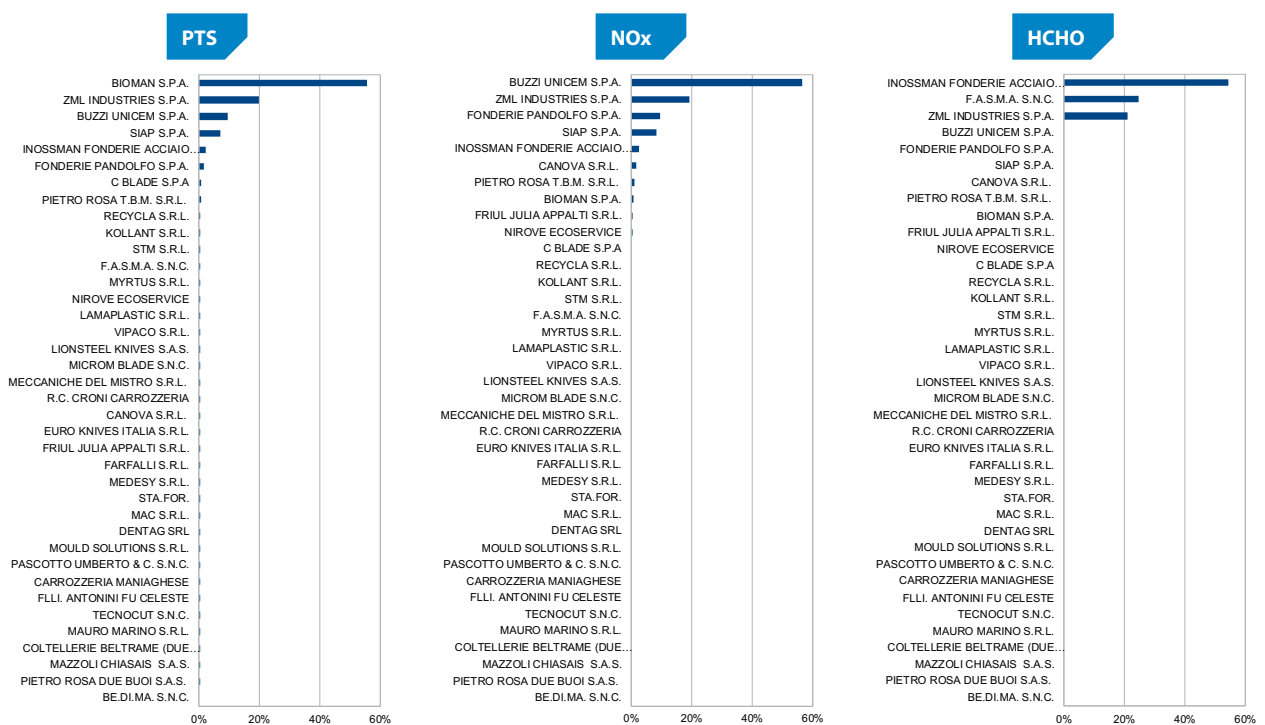 PTS
BIOMAN S.P.A.
ZML INDUSTRIES S.P.A.
BUZZI UNICEM S.P.A.
SIAP S.P.A.
INOSSMAN FONDERIE ACCIAIO...
FONDERIE PANDOLFO S.P.A.
C BLADE S.P.A
PIETRO ROSA T.B.M. S.R.L.
RECYCLA S.R.L.
KOLLANT S.R.L.
STM S.R.L.
F.A.S.M.A. S.N.C.
MYRTUS S.R.L.
NIROVE ECOSERVICE
LAMAPLASTIC S.R.L.
VIPACO S.R.L.
LIONSTEEL KNIVES S.A.S.
MICROM BLADE S.N.C.
MECCANICHE DEL MISTRO S.R.L.
R.C. CRONI CARROZZERIA
CANOVA S.R.L.
EURO KNIVES ITALIA S.R.L.
FRIUL JULIA APPALTI S.R.L.
FARFALLI S.R.L.
MEDESY S.R.L.
STA.FOR.
MAC S.R.L.
DENTAG SRL
MOULD SOLUTIONS S.R.L.
PASCOTTO UMBERTO & C. S.N.C.
CARROZZERIA MANIAGHESE
FLLI. ANTONINI FU CELESTE
TECNOCUT S.N.C.
MAURO MARINO S.R.L.
COLTELLERIE BELTRAME (DUE...
MAZZOLI CHIASAIS S.A.S.
PIETRO ROSA DUE BUOI S.A.S.
BE.DI.MA. S.N.C.
0% 20% 40% 60%
NOx
BUZZI UNICEM S.P.A.
ZML INDUSTRIES S.P.A.
FONDERIE PANDOLFO S.P.A.
SIAP S.P.A.
INOSSMAN FONDERIE ACCIAIO...
CANOVA S.R.L.
PIETRO ROSA T.B.M. S.R.L.
BIOMAN S.P.A.
FRIUL JULIA APPALTI S.R.L.
NIROVE ECOSERVICE
C BLADE S.P.A
RECYCLA S.R.L.
KOLLANT S.R.L.
STM S.R.L.
F.A.S.M.A. S.N.C.
MYRTUS S.R.L.
LAMAPLASTIC S.R.L.
VIPACO S.R.L.
LIONSTEEL KNIVES S.A.S.
MICROM BLADE S.N.C.
MECCANICHE DEL MISTRO S.R.L.
R.C. CRONI CARROZZERIA
EURO KNIVES ITALIA S.R.L.
FARFALLI S.R.L.
MEDESY S.R.L.
STA.FOR.
MAC S.R.L.
DENTAG SRL
MOULD SOLUTIONS S.R.L.
PASCOTTO UMBERTO & C. S.N.C.
CARROZZERIA MANIAGHESE
FLLI. ANTONINI FU CELESTE
TECNOCUT S.N.C.
MAURO MARINO S.R.L.
COLTELLERIE BELTRAME (DUE...
MAZZOLI CHIASAIS S.A.S.
PIETRO ROSA DUE BUOI S.A.S.
BE.DI.MA. S.N.C.
0% 20% 40% 60%
HCHO
INOSSMAN FONDERIE ACCIAIO...
F.A.S.M.A. S.N.C.
ZML INDUSTRIES S.P.A.
BUZZI UNICEM S.P.A.
FONDERIE PANDOLFO S.P.A.
SIAP S.P.A.
CANOVA S.R.L.
PIETRO ROSA T.B.M. S.R.L.
BIOMAN S.P.A.
FRIUL JULIA APPALTI S.R.L.
NIROVE ECOSERVICE
C BLADE S.P.A
RECYCLA S.R.L.
KOLLANT S.R.L.
STM S.R.L.
MYRTUS S.R.L.
LAMAPLASTIC S.R.L.
VIPACO S.R.L.
LIONSTEEL KNIVES S.A.S.
MICROM BLADE S.N.C.
MECCANICHE DEL MISTRO S.R.L.
R.C. CRONI CARROZZERIA
EURO KNIVES ITALIA S.R.L.
FARFALLI S.R.L.
MEDESY S.R.L.
STA.FOR.
MAC S.R.L.
DENTAG SRL
MOULD SOLUTIONS S.R.L.
PASCOTTO UMBERTO & C. S.N.C.
CARROZZERIA MANIAGHESE
FLLI. ANTONINI FU CELESTE
TECNOCUT S.N.C.
MAURO MARINO S.R.L.
COLTELLERIE BELTRAME (DUE...
MAZZOLI CHIASAIS S.A.S.
PIETRO ROSA DUE BUOI S.A.S.
BE.DI.MA. S.N.C.
0% 20% 40% 60%